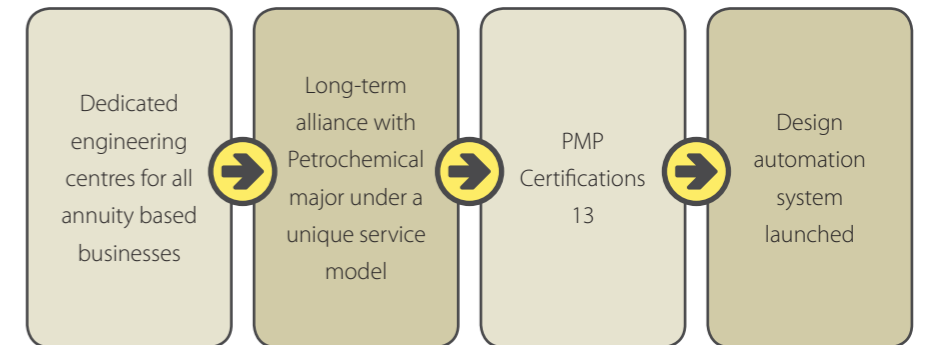 Dedicated
engineering
centres for all
annuity based
businesses
Long-term
alliance with
Petrochemical
major under a
unique service
model
PMP
Certifications
13
Design
automation
system
launched